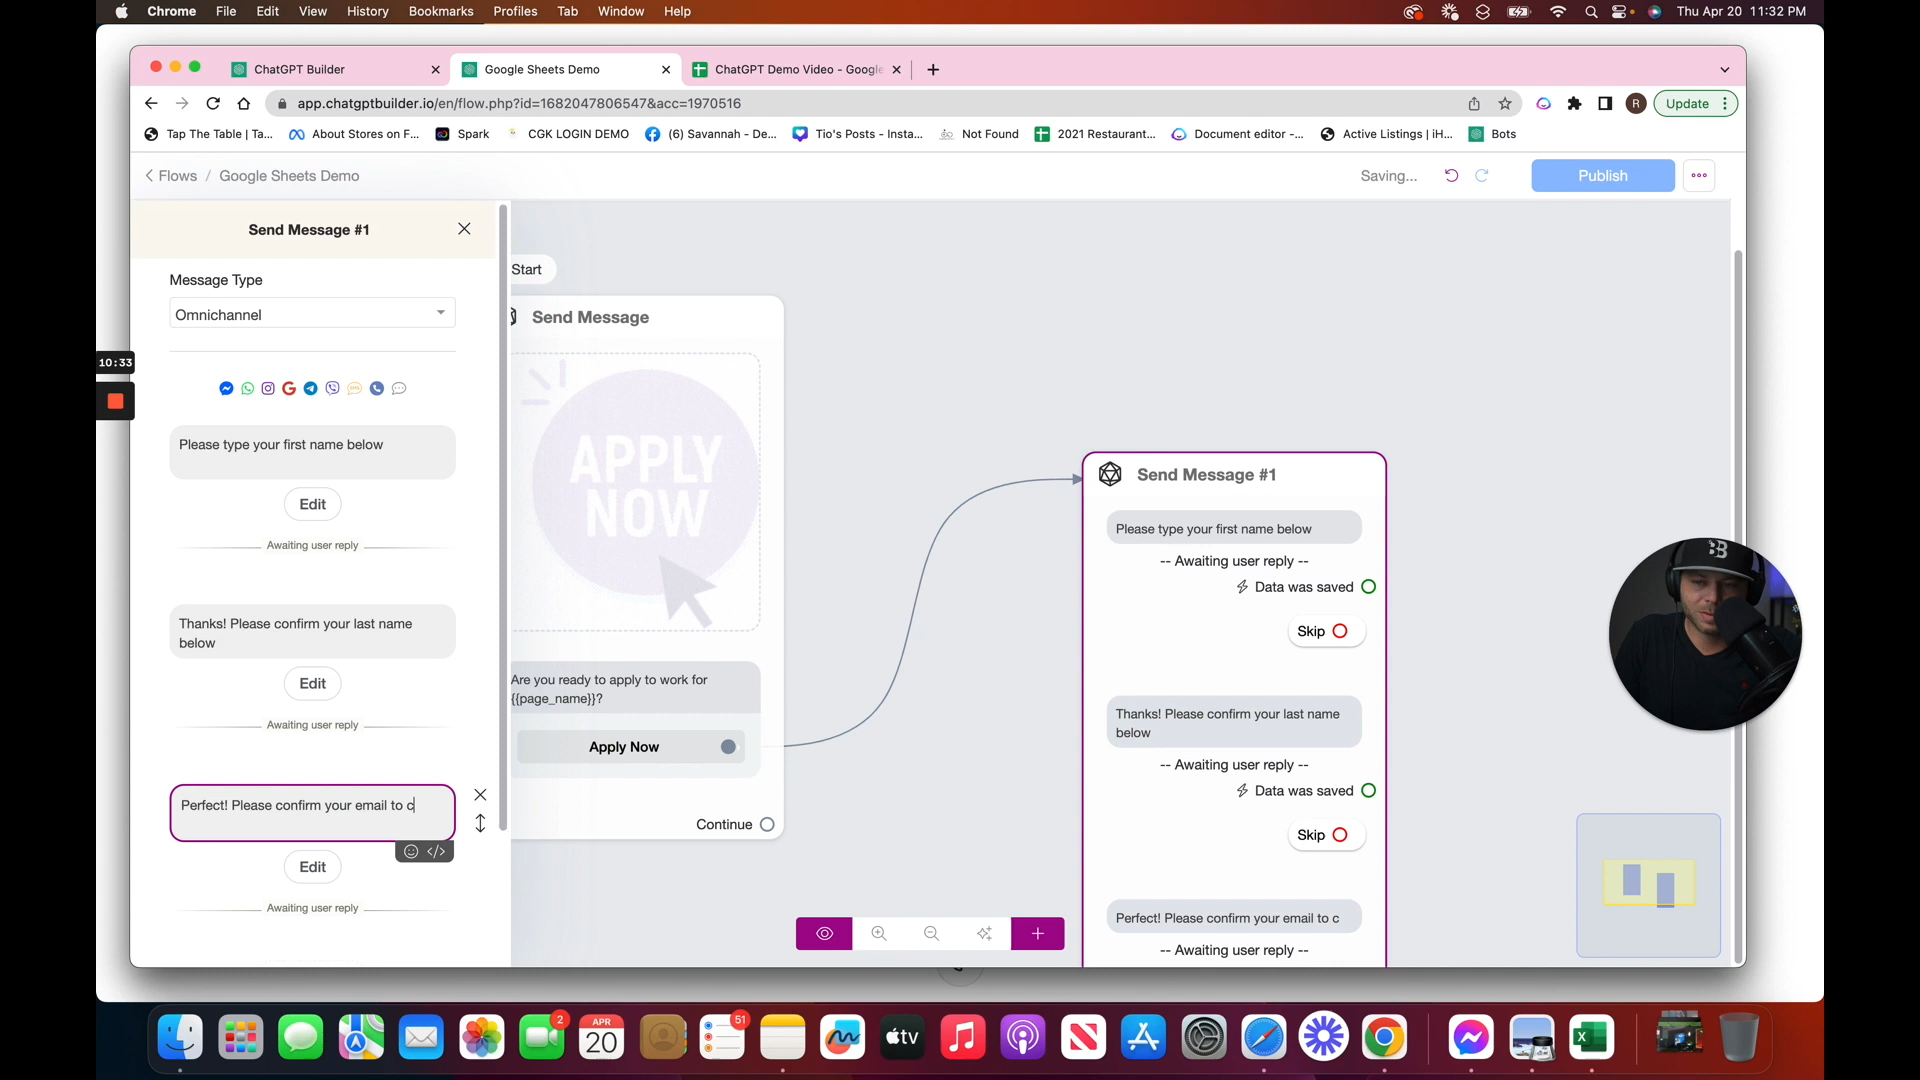 Chrome File Edit View History Bookmarks Profiles Tab Window Help
Thu Apr 20 11:32 PM
ChatGPT Builder
Google Sheets Demo
ChatGPT Demo Video - Google
app.chatgptbuilder.io/en/flow.php?id=1682047806547&acc=1970516
R
Update
Tap The Table | Ta...
About Stores on F...
Spark
CGK LOGIN DEMO
(6) Savannah - De...
Tio's Posts - Insta...
Not Found
2021 Restaurant...
Document editor -...
Active Listings | iH...
Bots
Flows / Google Sheets Demo
Saving...
Publish
Send Message #1
Message Type
Omnichannel
10:33
Please type your first name below
Edit
Awaiting user reply
Thanks! Please confirm your last name
below
Edit
Awaiting user reply
Perfect! Please confirm your email to c
</>
Edit
Awaiting user reply
Start
Send Message
APPLY
NOW
Are you ready to apply to work for
{{page_name}}?
Apply Now
Continue
Send Message #1
Please type your first name below
-- Awaiting user reply --
Data was saved
Skip
Thanks! Please confirm your last name
below
-- Awaiting user reply --
Data was saved
Skip
Perfect! Please confirm your email to c
-- Awaiting user reply --
2
APR
20
51
tv